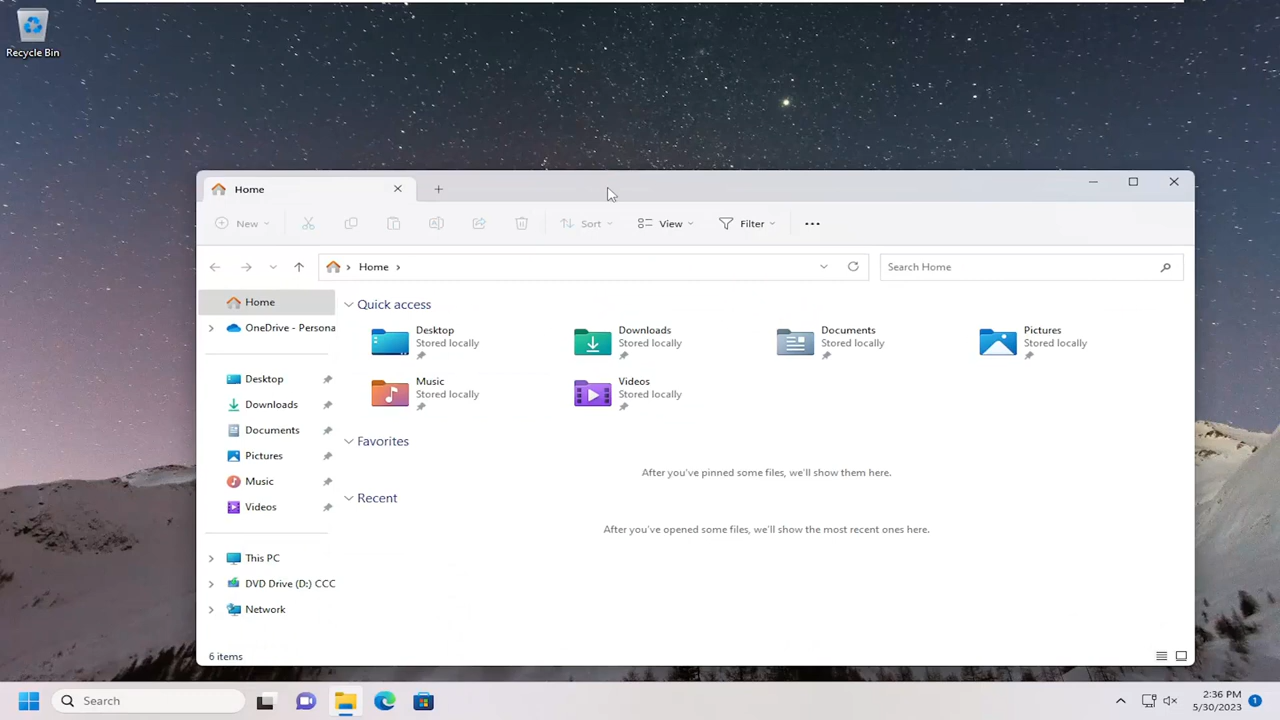 Recycle Bin
Home
New
Sort
View
Filter
Home
Search Home
Home
OneDrive - Persona
Desktop
Downloads
Documents
Pictures
Music
Videos
This PC
DVD Drive (D:) CCC
Network
Quick access
Desktop
Stored locally
Downloads
Stored locally
Documents
Stored locally
Pictures
Stored locally
Music
Stored locally
Videos
Stored locally
Favorites
After you've pinned some files, we'll show them here.
Recent
After you've opened some files, we'll show the most recent ones here.
6 items
Search
2:36 PM
5/30/2023
1